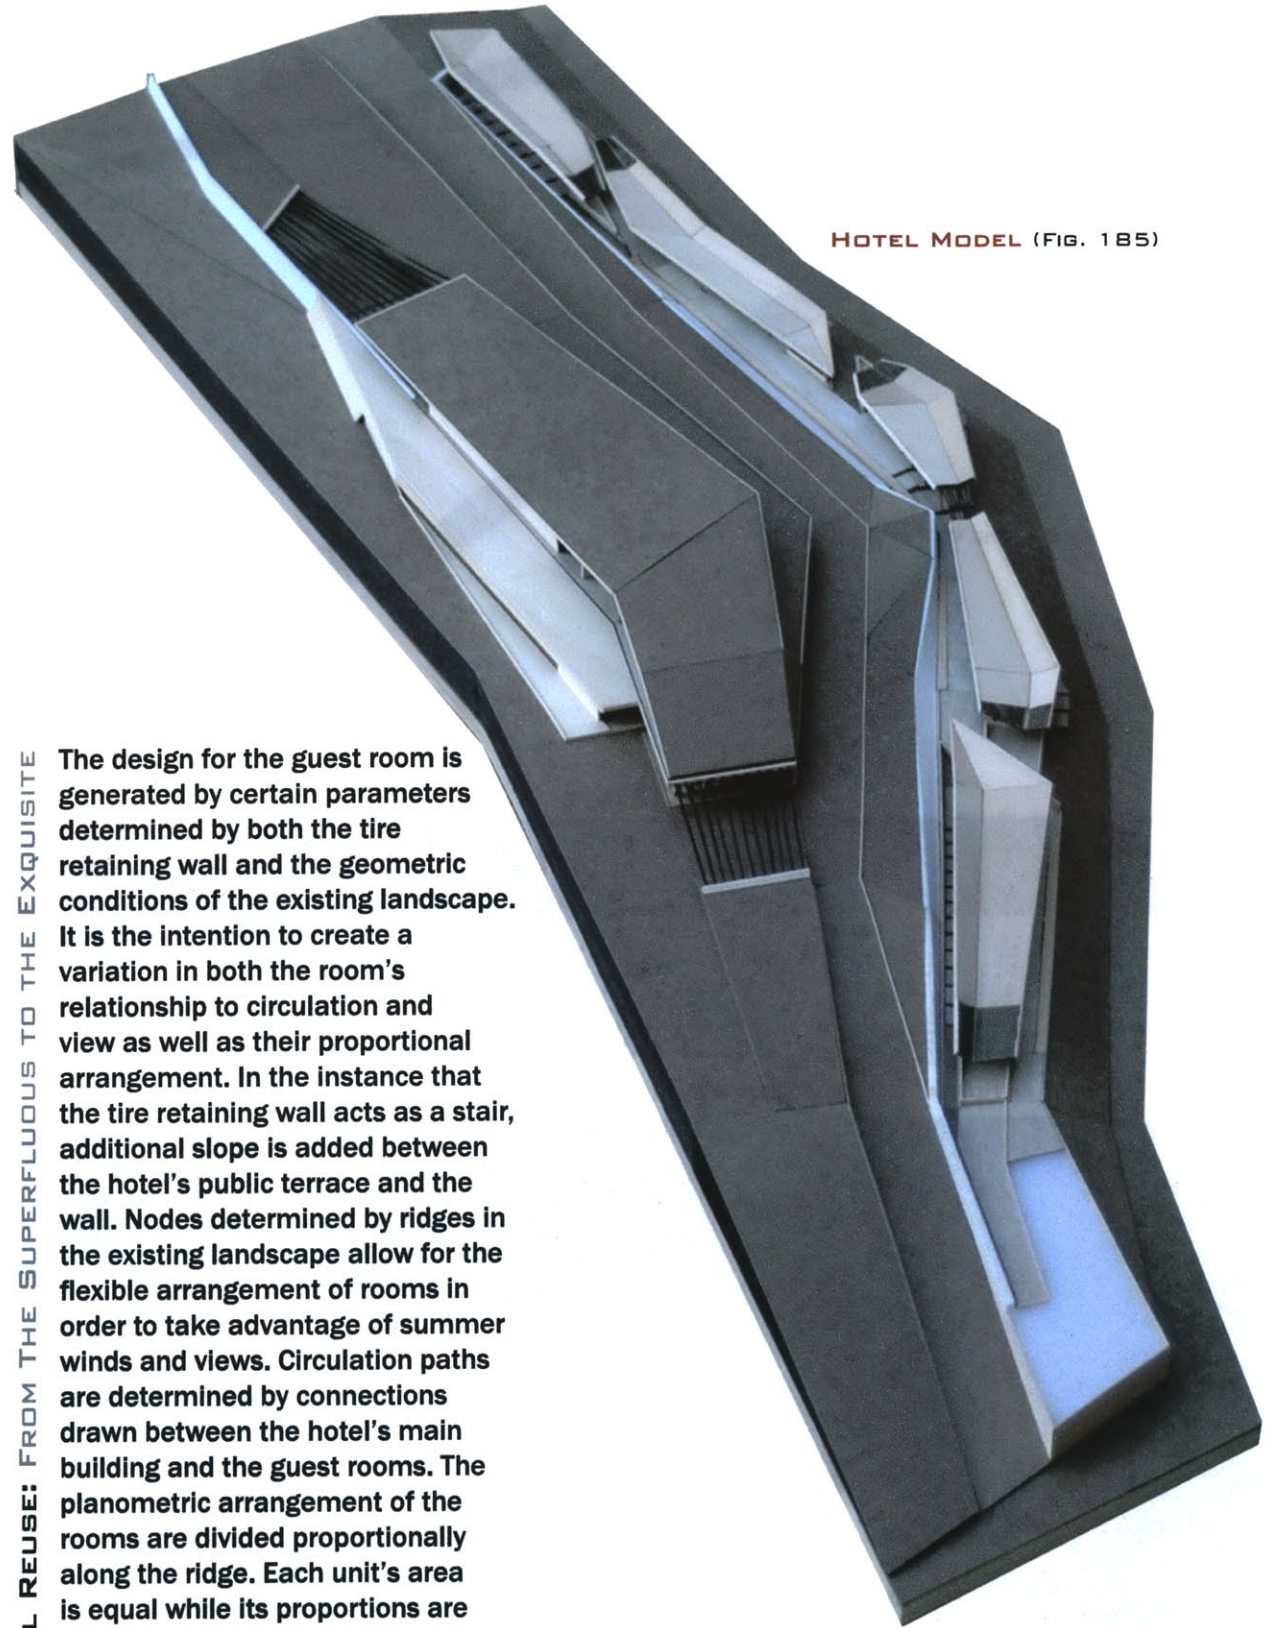 HOTEL MODEL (FIG. 185)
The design for the guest room is
generated by certain parameters
determined by both the tire
retaining wall and the geometric
conditions of the existing landscape.
It is the intention to create a
variation in both the room's
relationship to circulation and
view as well as their proportional
arrangement. In the instance that
the tire retaining wall acts as a stair,
additional slope is added between
the hotel's public terrace and the
wall. Nodes determined by ridges in
the existing landscape allow for the
flexible arrangement of rooms in
order to take advantage of summer
winds and views. Circulation paths
are determined by connections
drawn between the hotel's main
building and the guest rooms. The
planometric arrangement of the
rooms are divided proportionally
along the ridge. Each unit's area
is equal while its proportions are
L REUSE: FROM THE SUPERFLUOUS TO THE EXQUISITE